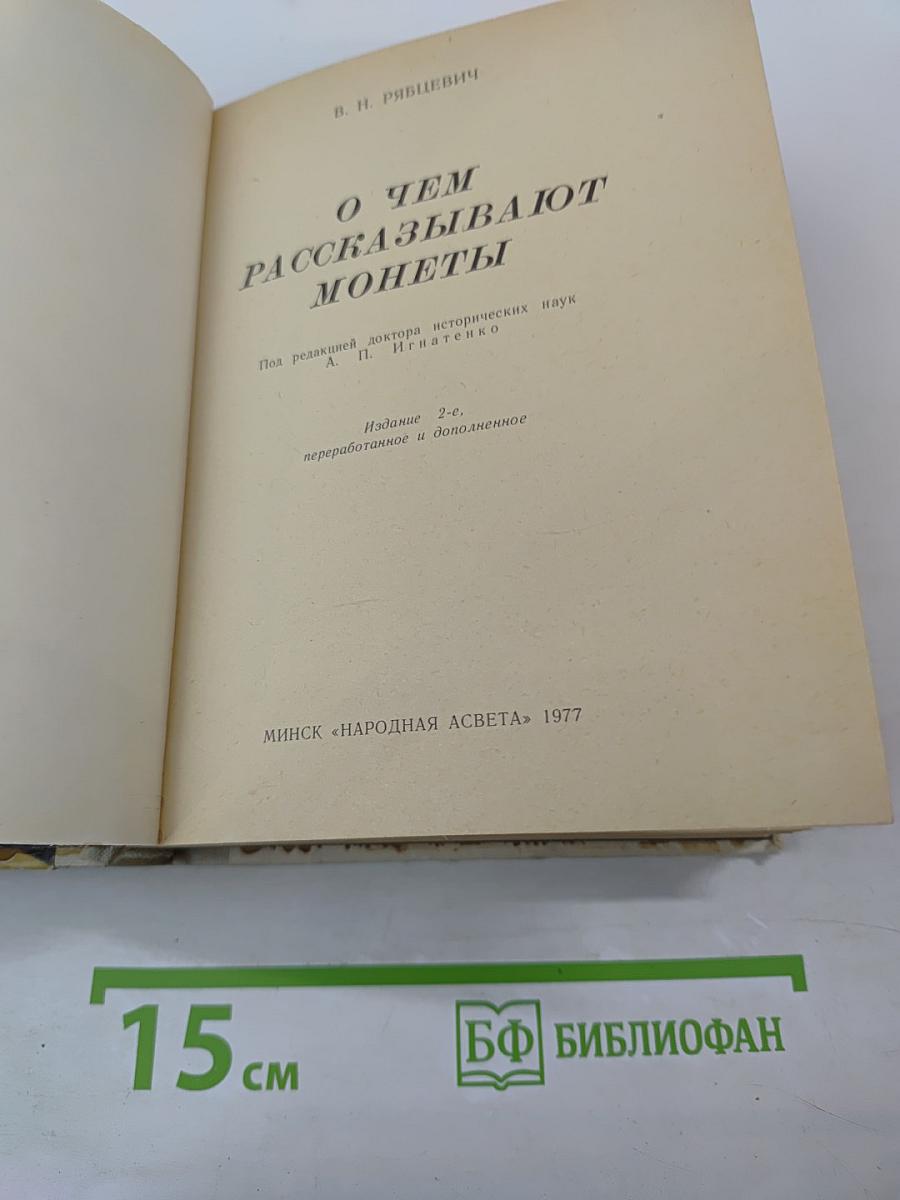 В. Н. РЯБЦЕВИЧ
О ЧЕМ
РАССКАЗЫВАЮТ
МОНЕТЫ
Под редакцией доктора исторических наук
А. П. Игнатенко
Издание 2-е,
переработанное и дополненное
МИНСК «НАРОДНАЯ АСВЕТА» 1977
15 см
БФ БИБЛИОФАН